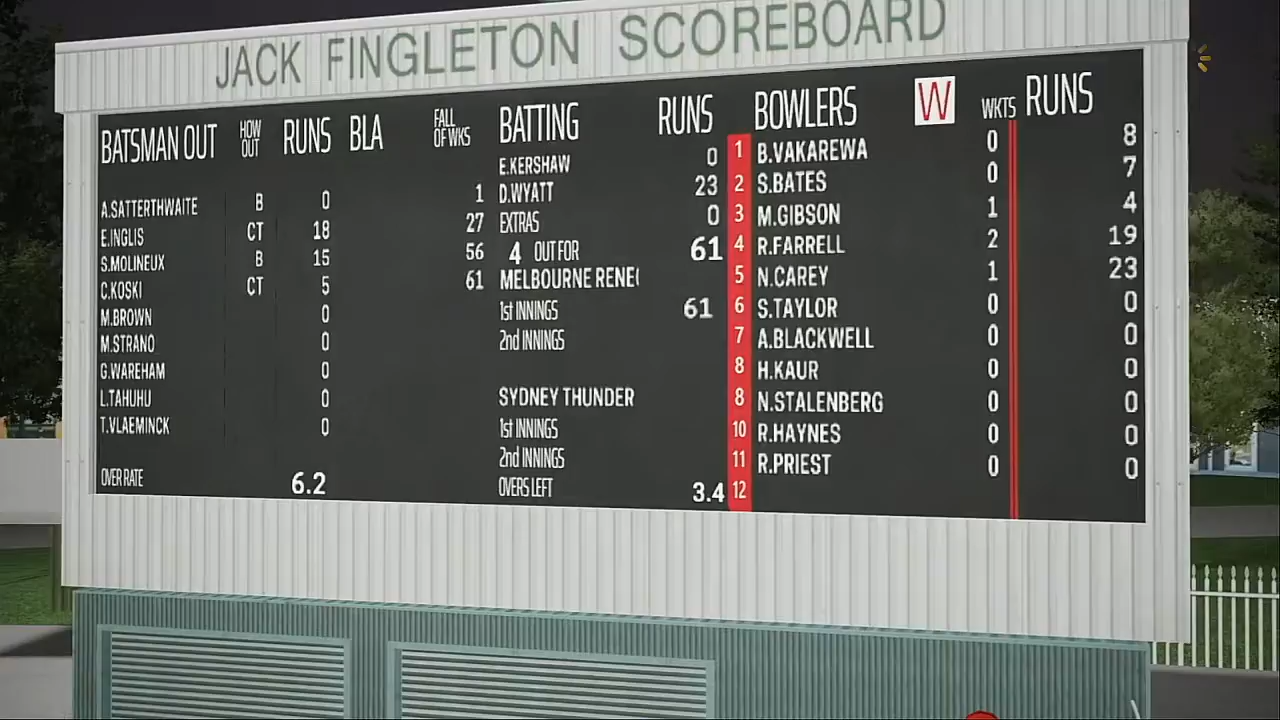 JACK FINGLETON SCOREBOARD
BATSMAN OUT HOW OUT RUNS BLA FALL OF WKS
A.SATTERTHWAITE B 0 1
E.INGLIS CT 18 27
S.MOLINEUX B 15 56
C.KOSKI CT 5 61
M.BROWN 0
M.STRANO 0
G.WAREHAM 0
L.TAHUHU 0
T.VLAEMINCK 0
OVER RATE 6.2
BATTING RUNS
E.KERSHAW 0
D.WYATT 23
EXTRAS 0
4 OUT FOR 61
MELBOURNE RENE
1st INNINGS 61
2nd INNINGS
SYDNEY THUNDER
1st INNINGS
2nd INNINGS
OVERS LEFT 3.4
BOWLERS W WKTS RUNS
1 B.VAKAREWA 0 8
2 S.BATES 0 7
3 M.GIBSON 1 4
4 R.FARRELL 2 19
5 N.CAREY 1 23
6 S.TAYLOR 0 0
7 A.BLACKWELL 0 0
8 H.KAUR 0 0
8 N.STALENBERG 0 0
10 R.HAYNES 0 0
11 R.PRIEST 0 0
12